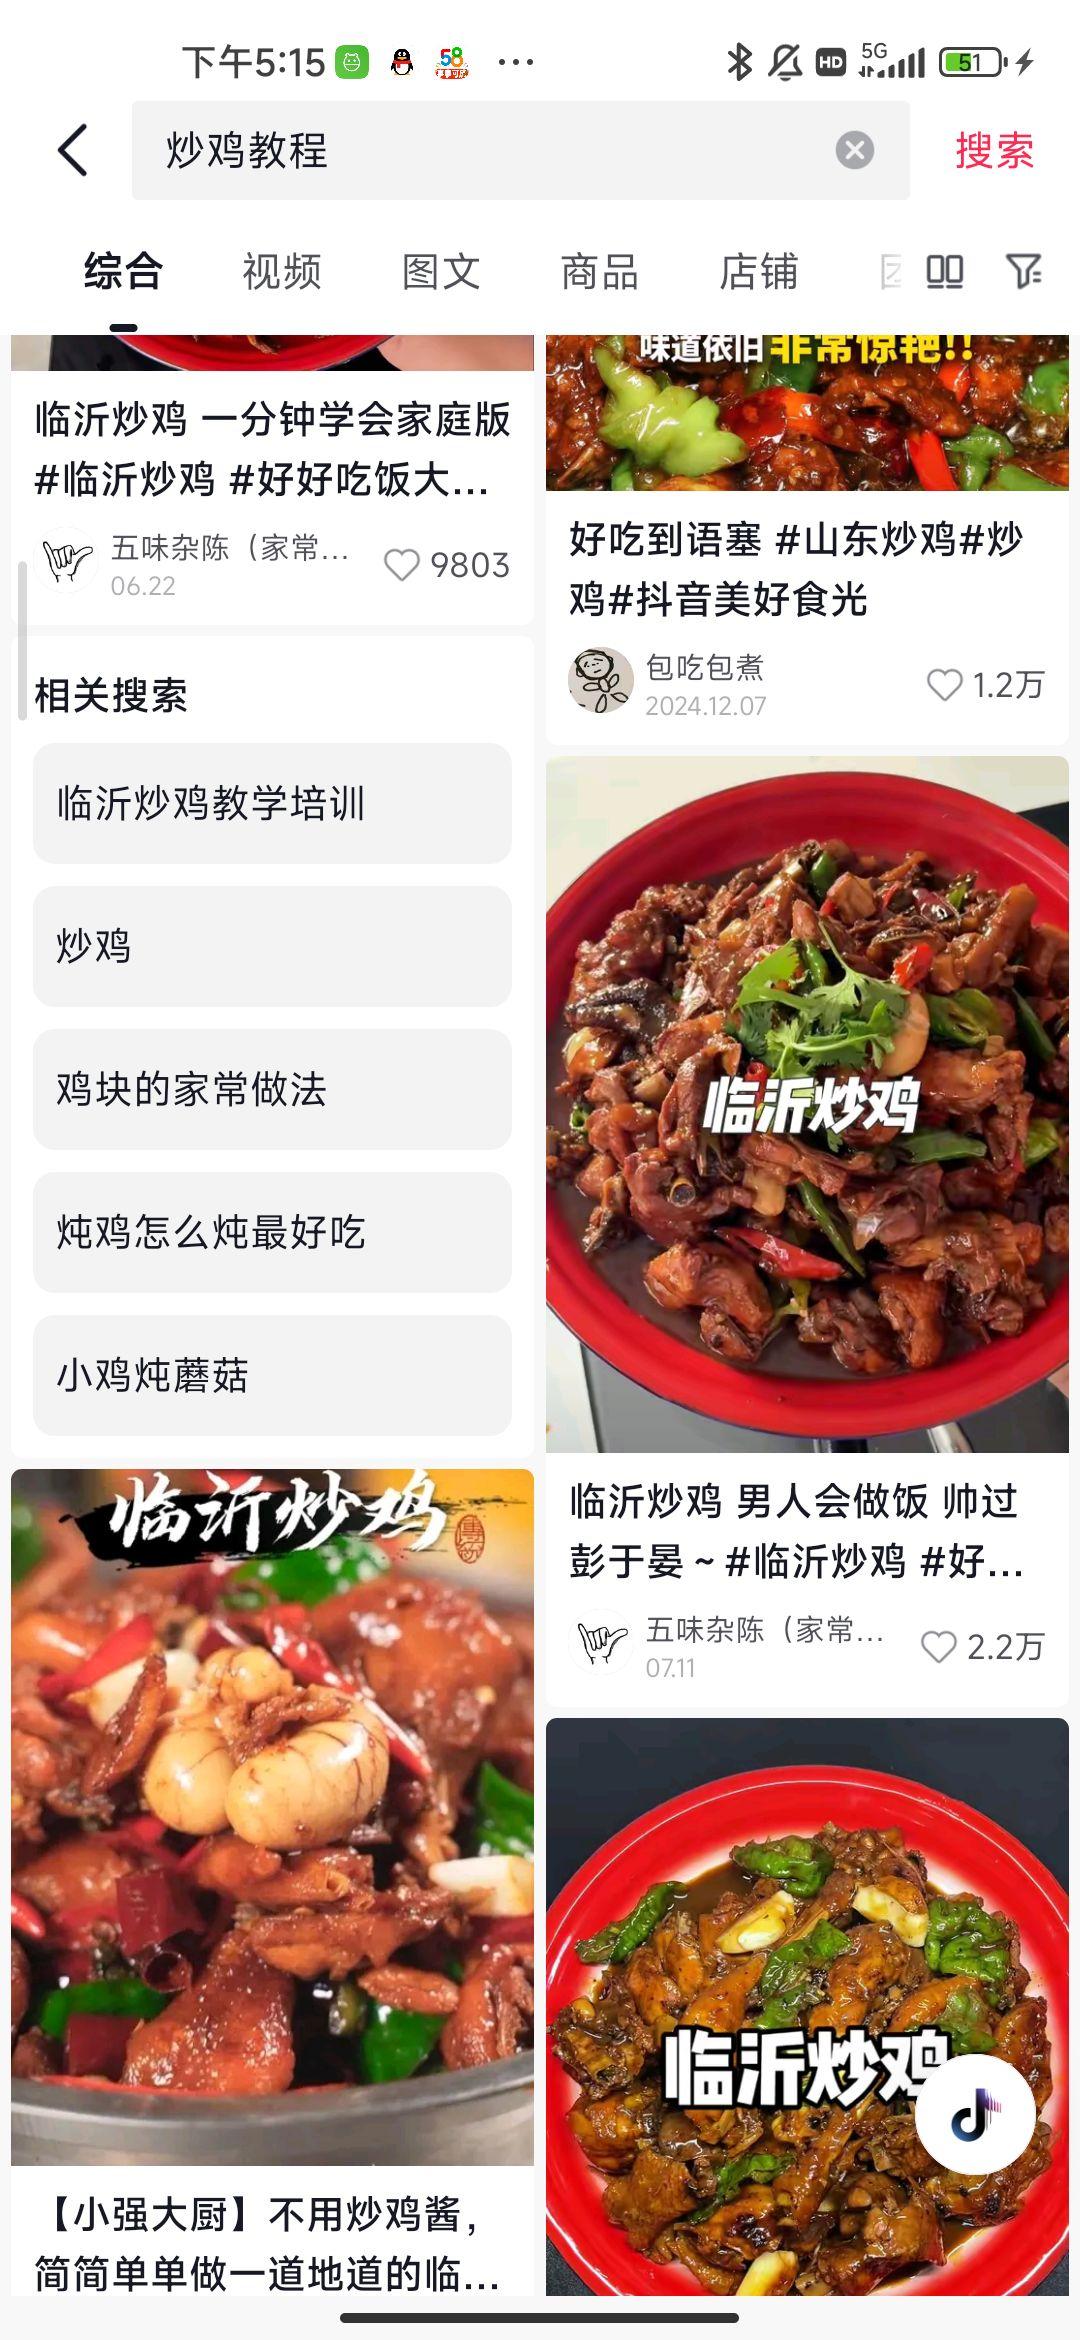 下午5:15
58
HD
5G
51
炒鸡教程
搜索
综合
视频
图文
商品
店铺
临沂炒鸡 一分钟学会家庭版
#临沂炒鸡 #好好吃饭大...
五味杂陈（家常...
06.22
9803
相关搜索
临沂炒鸡教学培训
炒鸡
鸡块的家常做法
炖鸡怎么炖最好吃
小鸡炖蘑菇
临沂炒鸡
【小强大厨】不用炒鸡酱，
简简单单做一道地道的临...
味道依旧 非常惊艳!!
好吃到语塞 #山东炒鸡#炒
鸡#抖音美好食光
包吃包煮
2024.12.07
1.2万
临沂炒鸡
临沂炒鸡 男人会做饭 帅过
彭于晏～#临沂炒鸡 #好...
五味杂陈（家常...
07.11
2.2万
临沂炒鸡